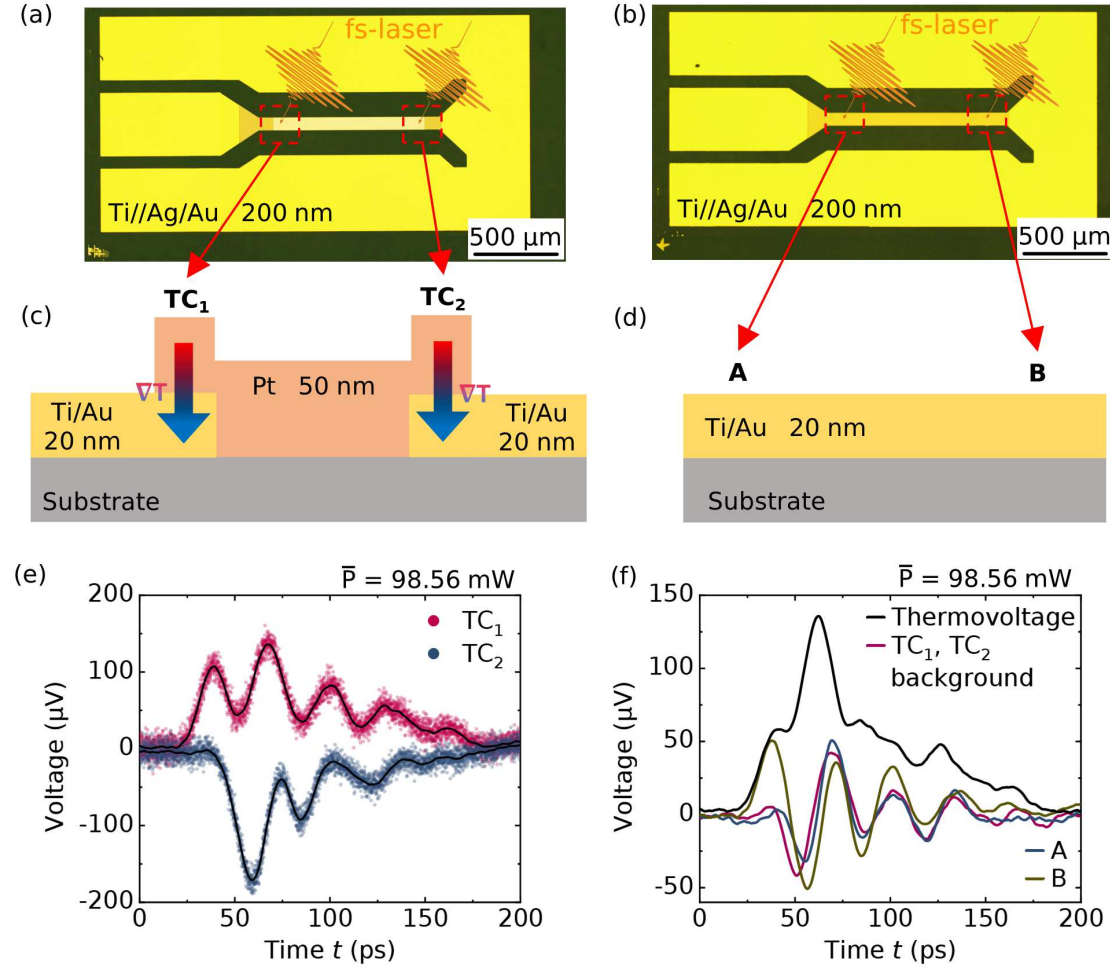 (a)
fs-laser
Ti//Ag/Au 200 nm
500 μm
(b)
fs-laser
Ti//Ag/Au 200 nm
500 μm
(c)
TC₁
TC₂
∇T
Pt 50 nm
∇T
Ti/Au
20 nm
Ti/Au
20 nm
Substrate
(d)
A
B
Ti/Au 20 nm
Substrate
(e)
P̅ = 98.56 mW
200
100
0
-100
-200
Voltage (μV)
TC₁
TC₂
0 50 100 150 200
Time t (ps)
(f)
P̅ = 98.56 mW
150
100
50
0
-50
Voltage (μV)
Thermovoltage
TC₁, TC₂
background
A
B
0 50 100 150 200
Time t (ps)